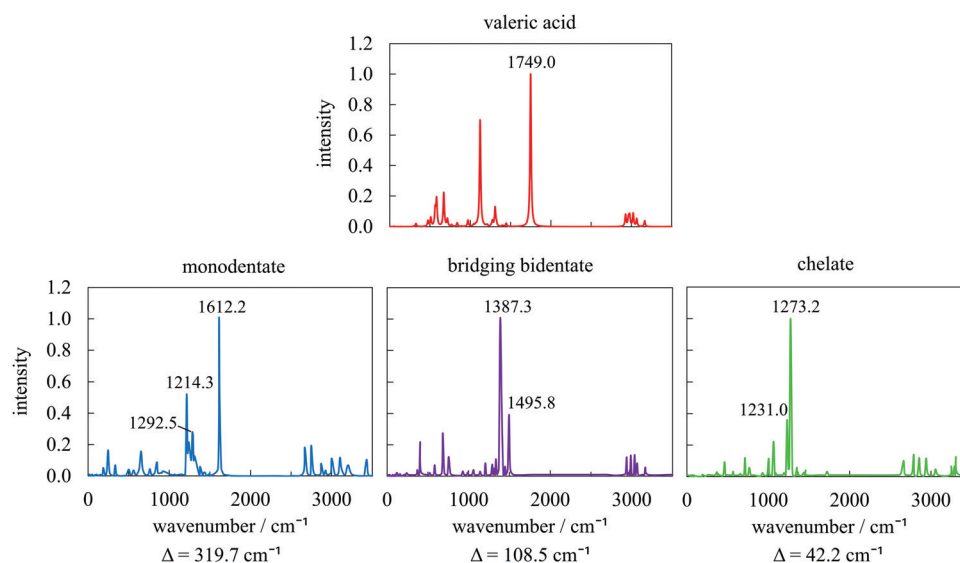 valeric acid
1.2
1749.0
1.0
0.8
0.6
0.4
0.2
0.0
intensity
monodentate
bridging bidentate
chelate
1.2
1612.2
1387.3
1273.2
1.0
0.8
1214.3
0.6
1292.5
1495.8
1231.0
0.4
0.2
0.0
intensity
0 1000 2000 3000
0 1000 2000 3000
0 1000 2000 3000
wavenumber / cm⁻¹
wavenumber / cm⁻¹
wavenumber / cm⁻¹
Δ = 319.7 cm⁻¹
Δ = 108.5 cm⁻¹
Δ = 42.2 cm⁻¹